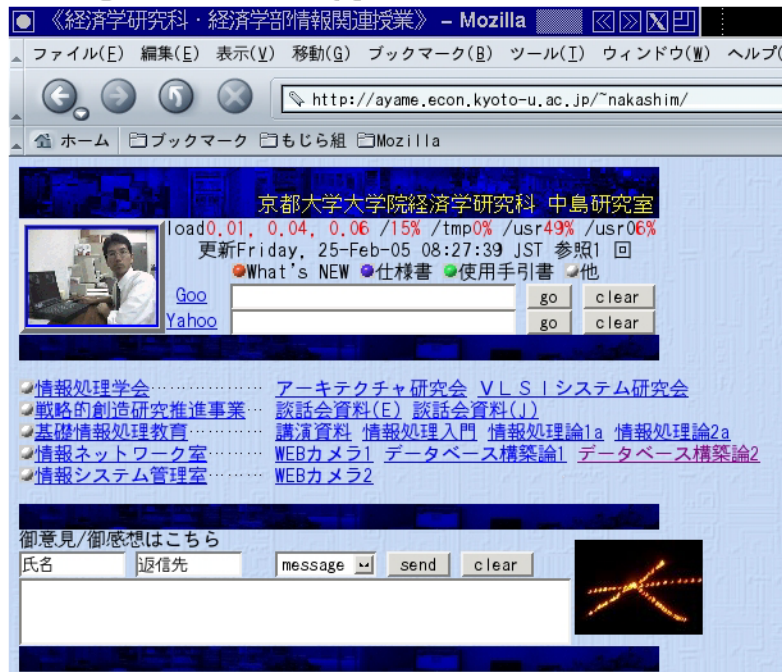 《経済学研究科・経済学部情報関連授業》 – Mozilla
ファイル(F) 編集(E) 表示(V) 移動(G) ブックマーク(B) ツール(T) ウィンドウ(W) ヘルプ(
http://ayame.econ.kyoto-u.ac.jp/~nakashim/
ホーム ブックマーク もじら組 Mozilla
京都大学大学院経済学研究科 中島研究室
load0.01, 0.04, 0.06 /15% /tmp0% /usr49% /usr06%
更新Friday, 25-Feb-05 08:27:39 JST 参照1 回
What's NEW 仕様書 使用手引書 他
Goo go clear
Yahoo go clear
情報処理学会……………… アーキテクチャ研究会 ＶＬＳＩシステム研究会
戦略的創造研究推進事業… 談話会資料(E) 談話会資料(J)
基礎情報処理教育………… 講演資料 情報処理入門 情報処理論1a 情報処理論2a
情報ネットワーク室……… WEBカメラ1 データベース構築論1 データベース構築論2
情報システム管理室……… WEBカメラ2
御意見/御感想はこちら
氏名 返信先 message send clear